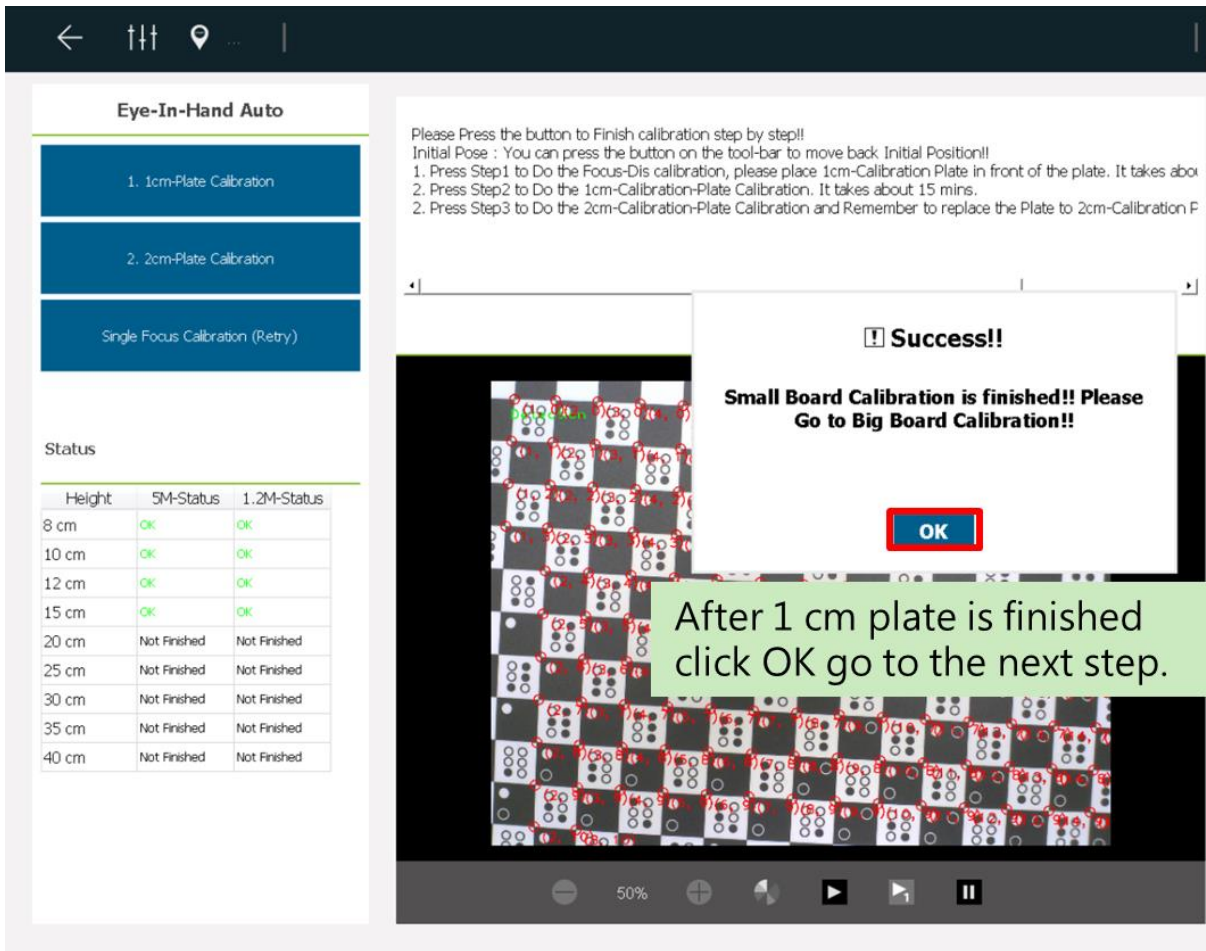 ...
Eye-In-Hand Auto
1. 1cm-Plate Calibration
2. 2cm-Plate Calibration
Single Focus Calibration (Retry)
Status
Height 5M-Status 1.2M-Status
8 cm OK OK
10 cm OK OK
12 cm OK OK
15 cm OK OK
20 cm Not Finished Not Finished
25 cm Not Finished Not Finished
30 cm Not Finished Not Finished
35 cm Not Finished Not Finished
40 cm Not Finished Not Finished
Please Press the button to Finish calibration step by step!!
Initial Pose : You can press the button on the tool-bar to move back Initial Position!!
1. Press Step1 to Do the Focus-Dis calibration, please place 1cm-Calibration Plate in front of the plate. It takes abou
2. Press Step2 to Do the 1cm-Calibration-Plate Calibration. It takes about 15 mins.
2. Press Step3 to Do the 2cm-Calibration-Plate Calibration and Remember to replace the Plate to 2cm-Calibration P
Success!!
Small Board Calibration is finished!! Please
Go to Big Board Calibration!!
OK
After 1 cm plate is finished
click OK go to the next step.
50%